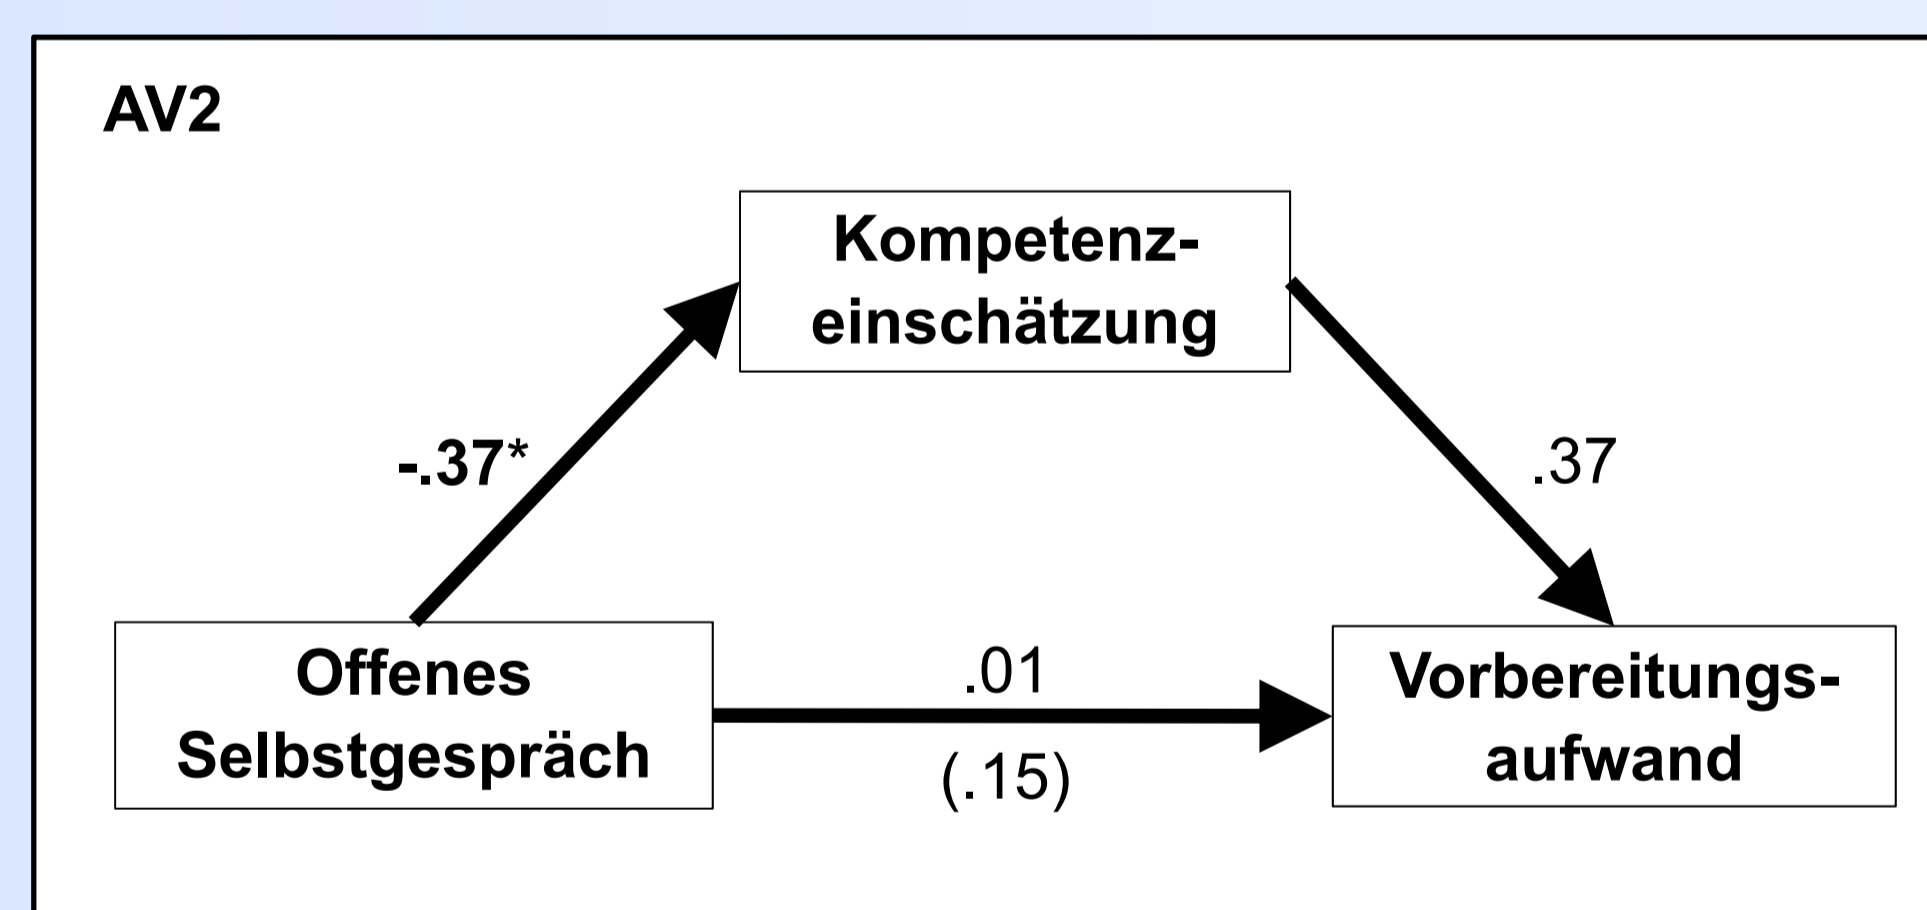 AV2
Kompetenz-
einschätzung
-.37*
.37
Offenes
Selbstgespräch
.01
(.15)
Vorbereitungs-
aufwand